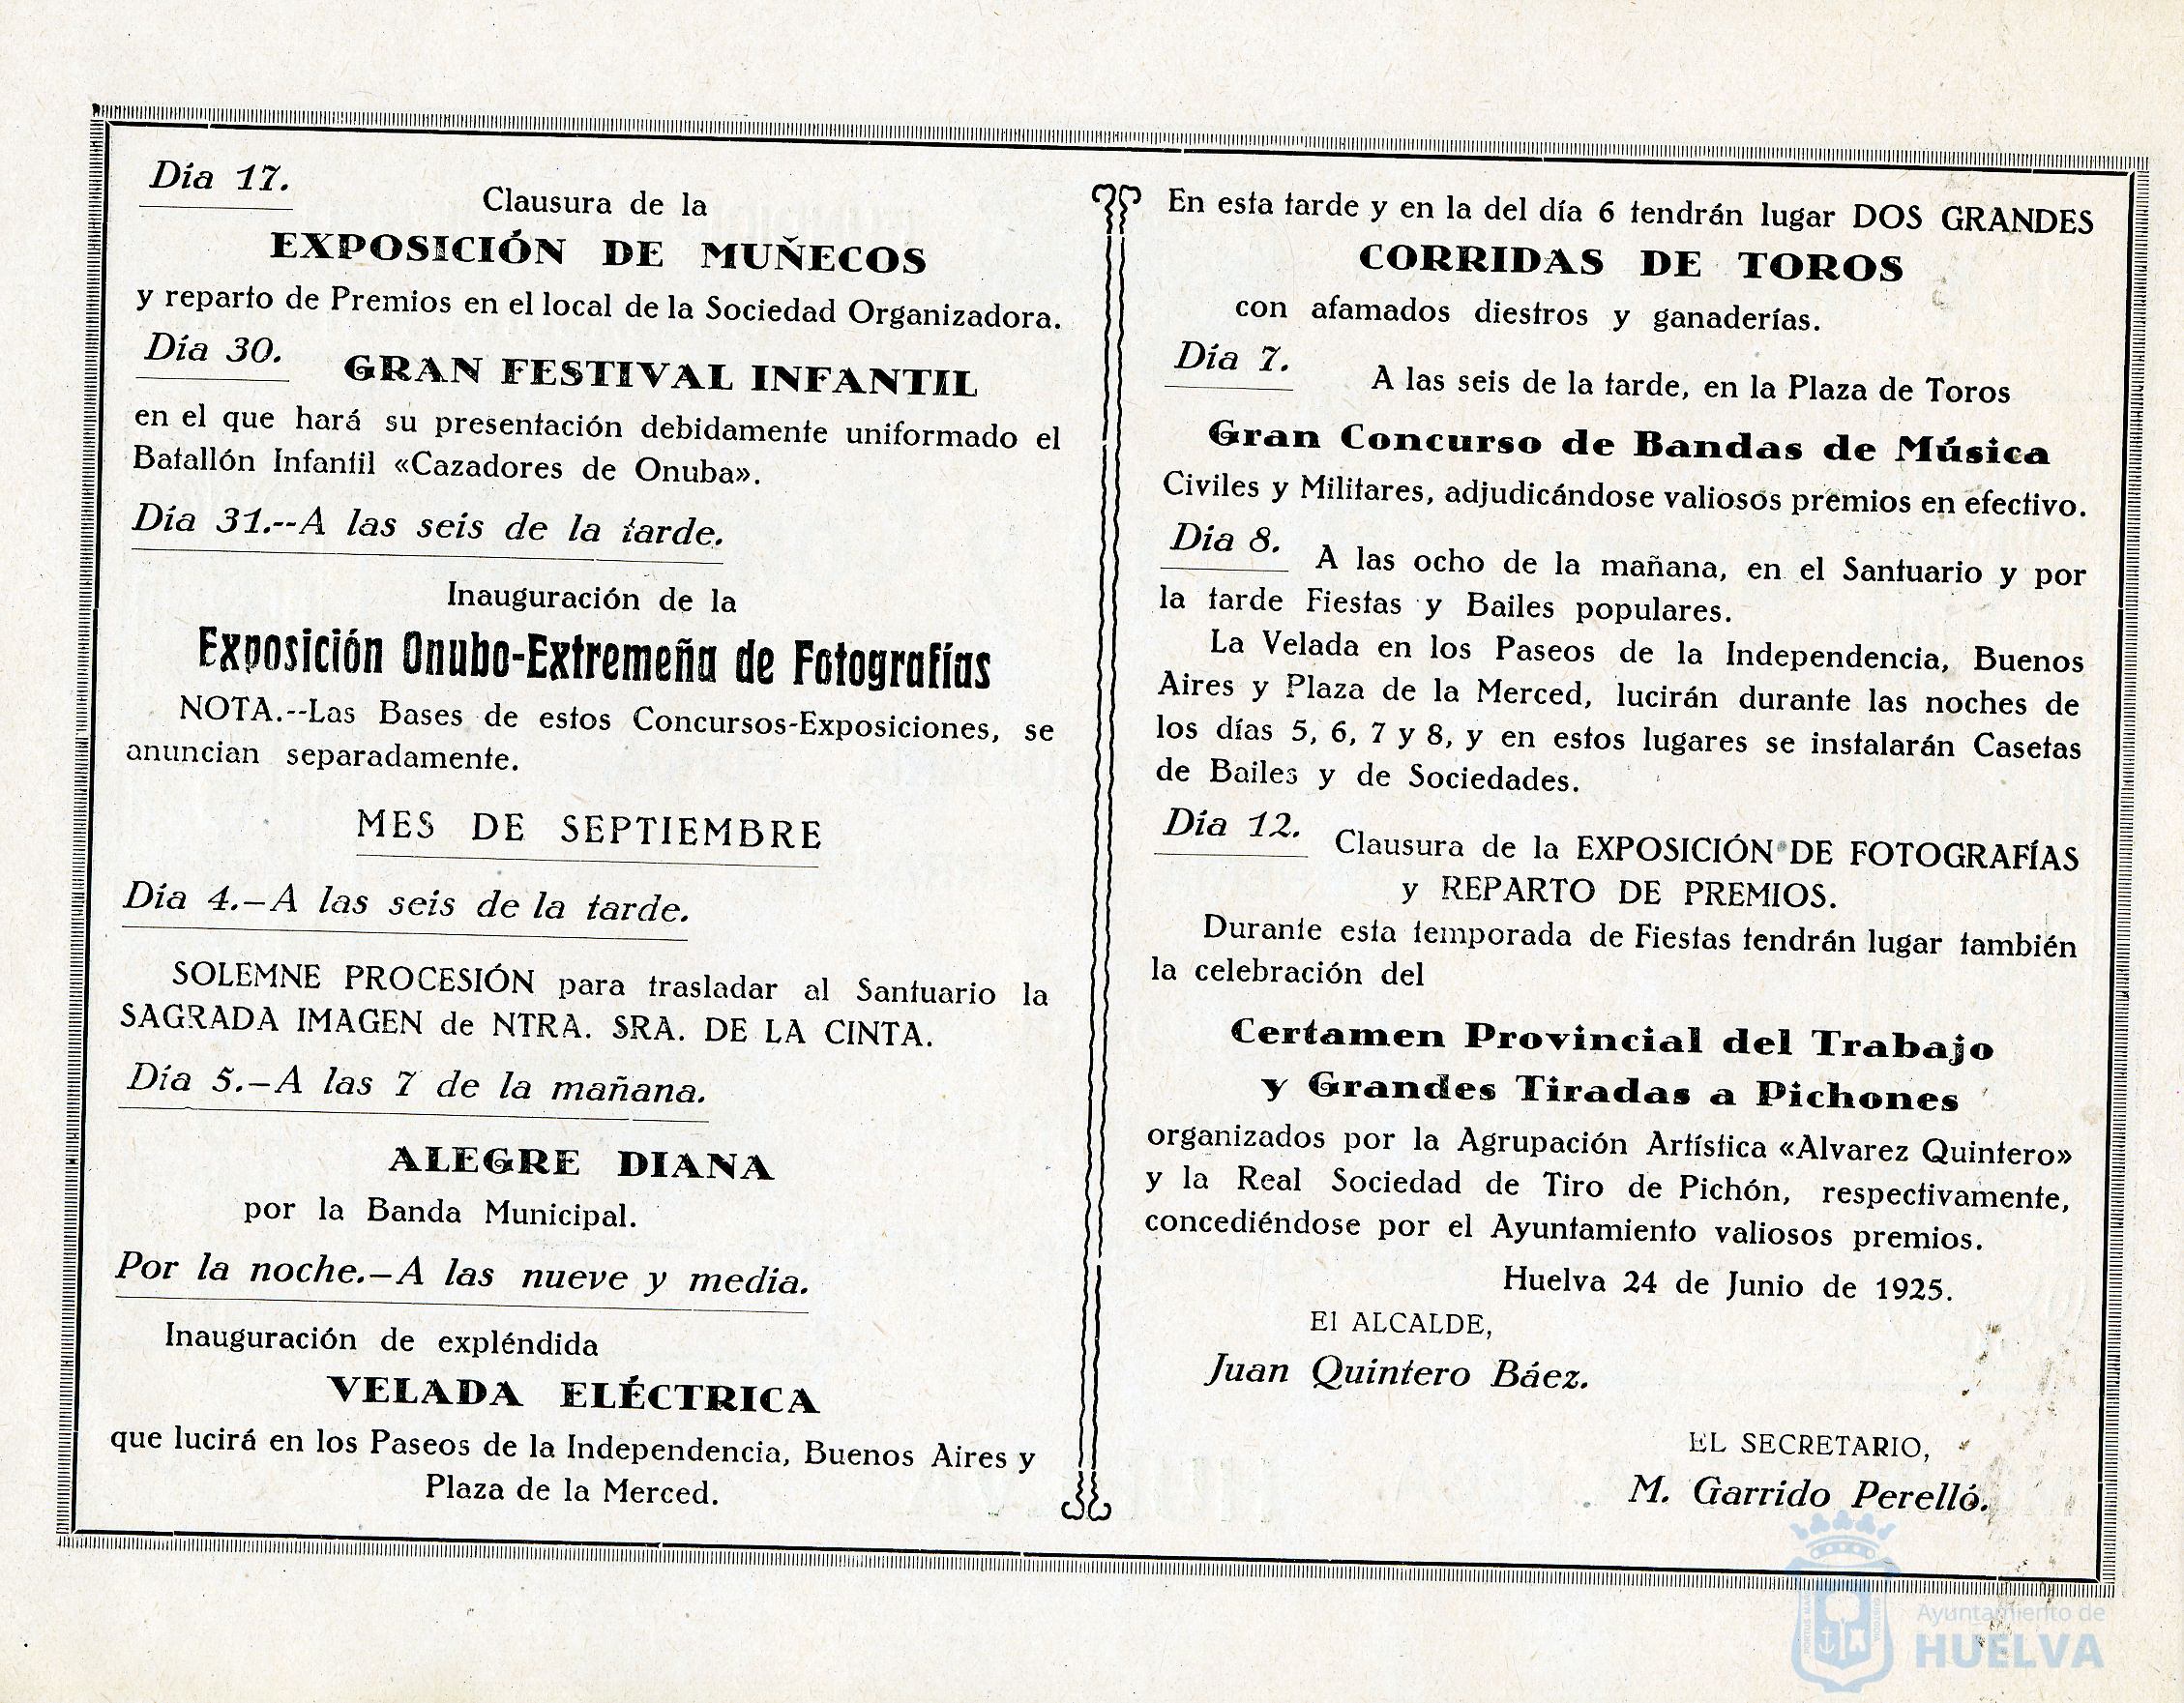 Día 17.
Clausura de la
EXPOSICIÓN DE MUÑECOS
y reparto de Premios en el local de la Sociedad Organizadora.
Día 30.
GRAN FESTIVAL INFANTIL
en el que hará su presentación debidamente uniformado el
Batallón Infantil «Cazadores de Onuba».
Día 31.--A las seis de la tarde.
Inauguración de la
Exposición Onubo-Extremeña de Fotografías
NOTA.--Las Bases de estos Concursos-Exposiciones, se
anuncian separadamente.
MES DE SEPTIEMBRE
Día 4.—A las seis de la tarde.
SOLEMNE PROCESIÓN para trasladar al Santuario la
SAGRADA IMAGEN de NTRA. SRA. DE LA CINTA.
Día 5.—A las 7 de la mañana.
ALEGRE DIANA
por la Banda Municipal.
Por la noche.—A las nueve y media.
Inauguración de expléndida
VELADA ELÉCTRICA
que lucirá en los Paseos de la Independencia, Buenos Aires y
Plaza de la Merced.
En esta tarde y en la del día 6 tendrán lugar DOS GRANDES
CORRIDAS DE TOROS
con afamados diestros y ganaderías.
Día 7.
A las seis de la tarde, en la Plaza de Toros
Gran Concurso de Bandas de Música
Civiles y Militares, adjudicándose valiosos premios en efectivo.
Día 8.
A las ocho de la mañana, en el Santuario y por
la tarde Fiestas y Bailes populares.
La Velada en los Paseos de la Independencia, Buenos
Aires y Plaza de la Merced, lucirán durante las noches de
los días 5, 6, 7 y 8, y en estos lugares se instalarán Casetas
de Bailes y de Sociedades.
Día 12.
Clausura de la EXPOSICIÓN DE FOTOGRAFÍAS
y REPARTO DE PREMIOS.
Durante esta temporada de Fiestas tendrán lugar también
la celebración del
Certamen Provincial del Trabajo
y Grandes Tiradas a Pichones
organizados por la Agrupación Artística «Alvarez Quintero»
y la Real Sociedad de Tiro de Pichón, respectivamente,
concediéndose por el Ayuntamiento valiosos premios.
Huelva 24 de Junio de 1925.
El ALCALDE,
Juan Quintero Báez.
EL SECRETARIO,
M. Garrido Perelló.
Ayuntamiento de
HUELVA